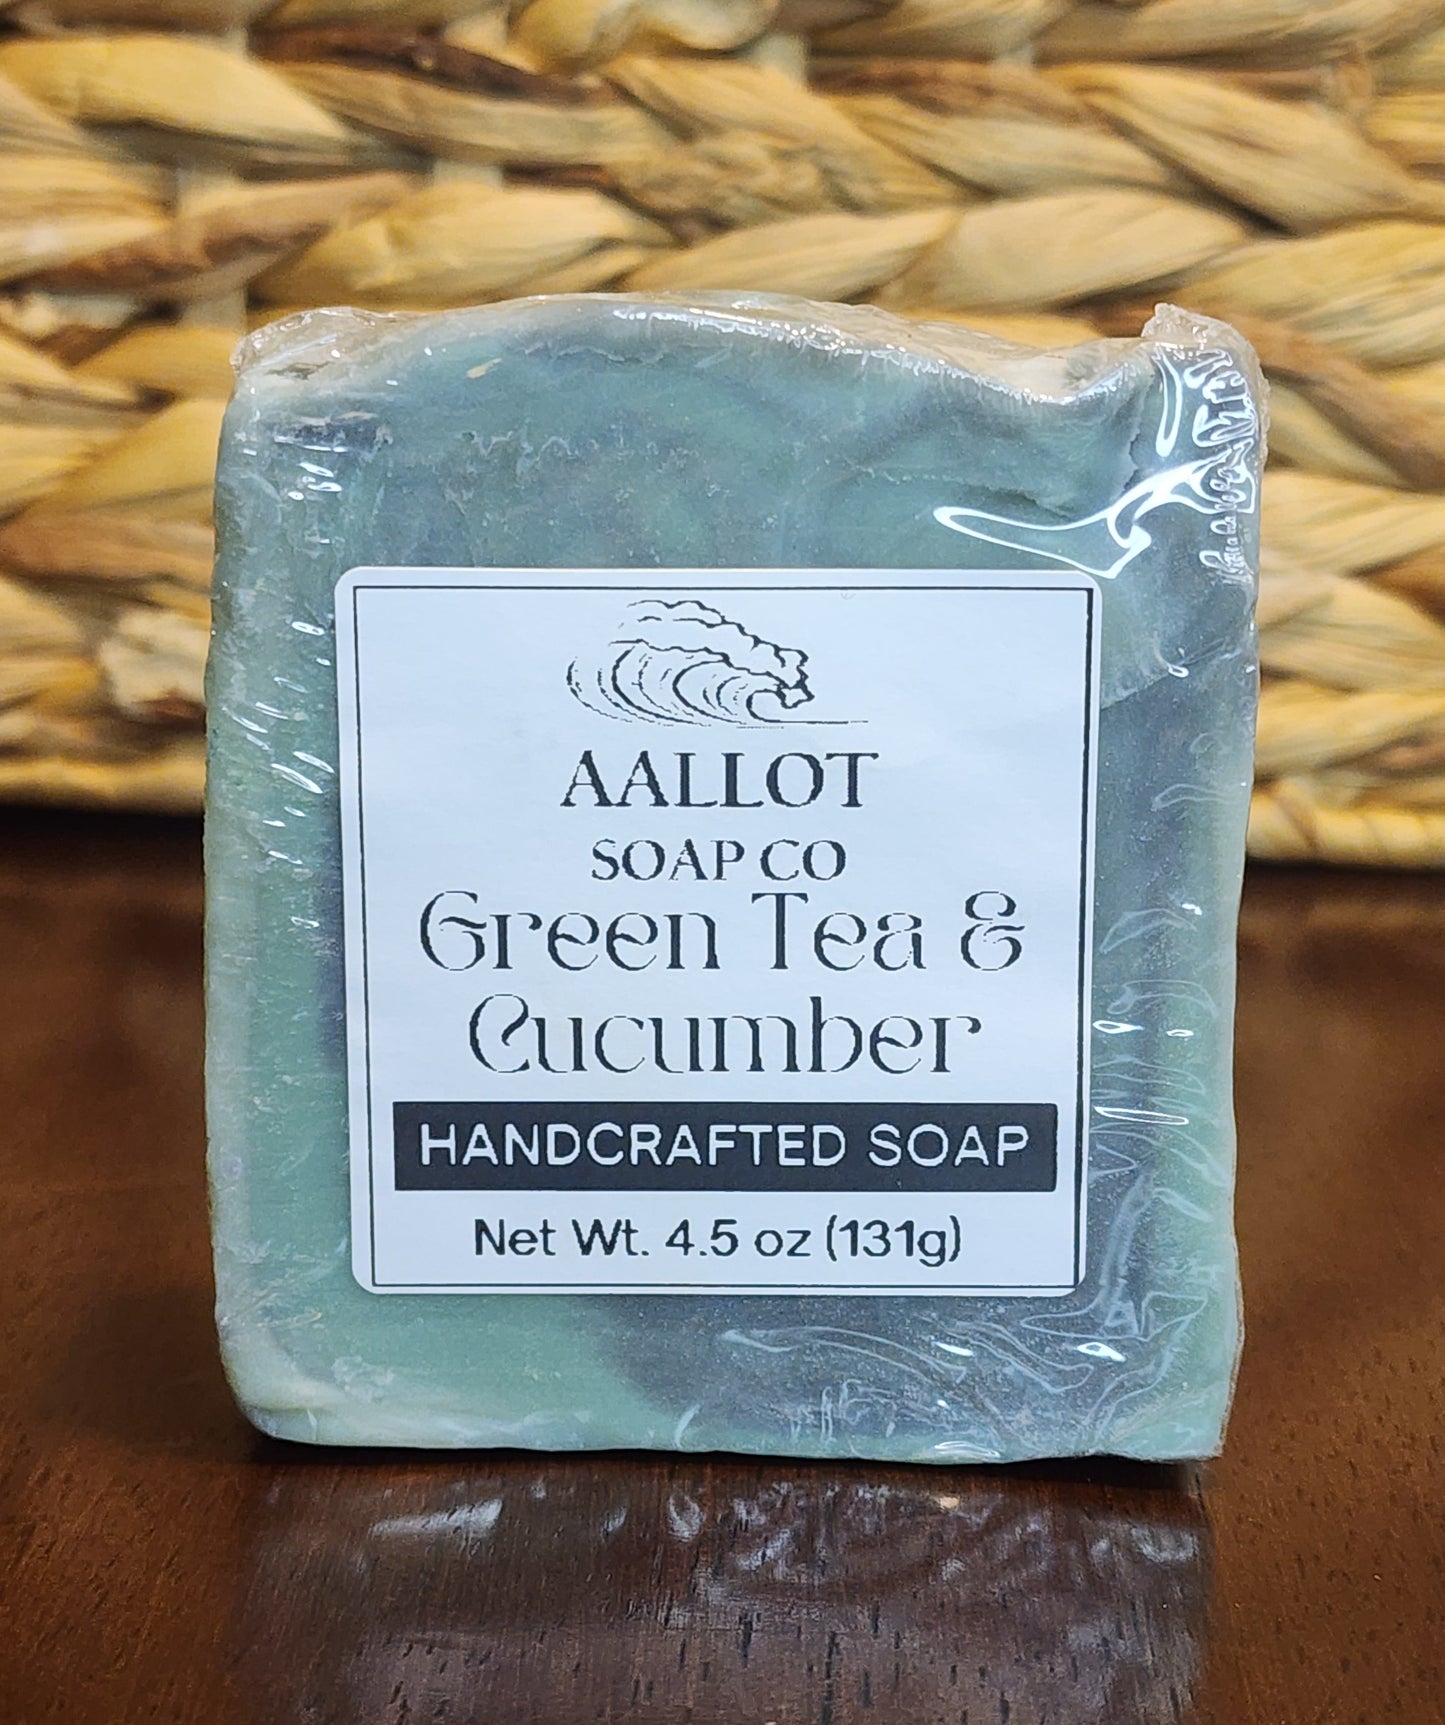 AALLOT
SOAP CO
Green Tea &
Cucumber
HANDCRAFTED SOAP
Net Wt. 4.5 oz (131g)